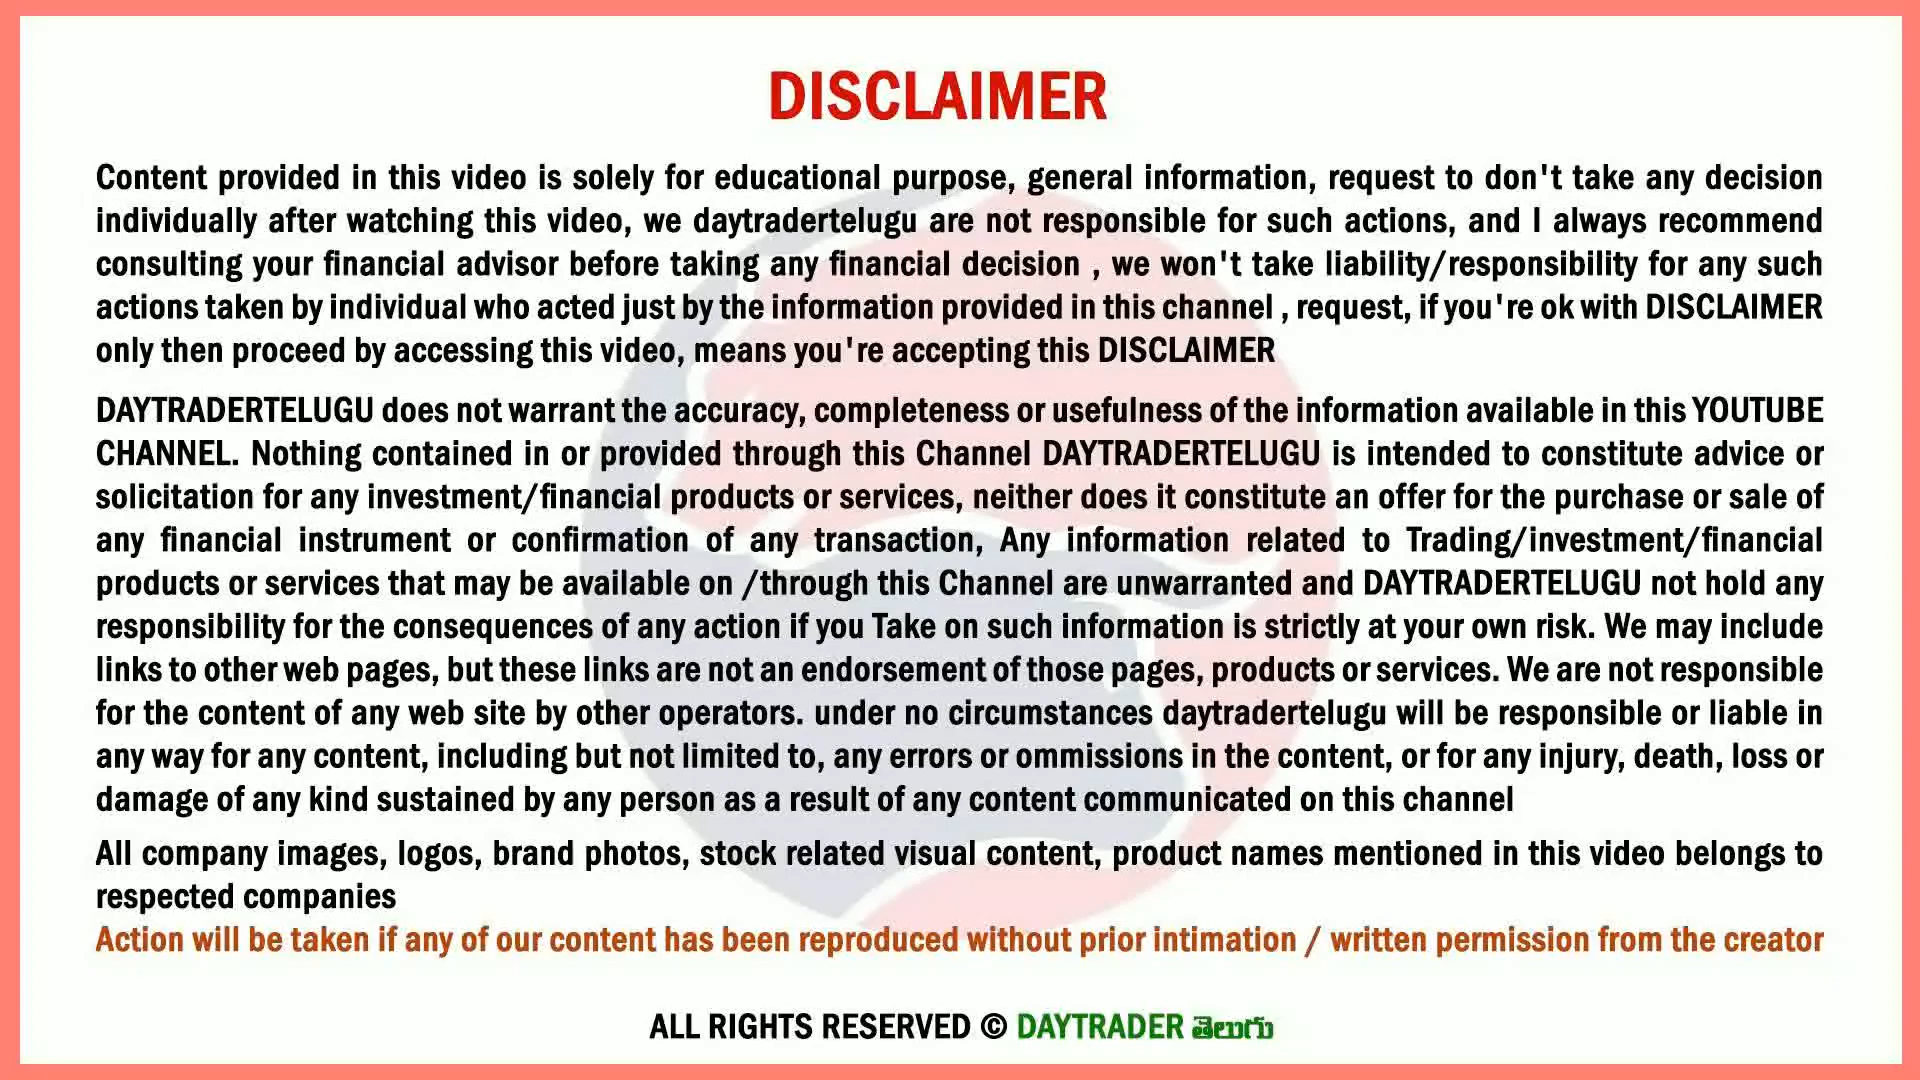 DISCLAIMER
Content provided in this video is solely for educational purpose, general information, request to don't take any decision
individually after watching this video, we daytradertelugu are not responsible for such actions, and I always recommend
consulting your financial advisor before taking any financial decision , we won't take liability/responsibility for any such
actions taken by individual who acted just by the information provided in this channel , request, if you're ok with DISCLAIMER
only then proceed by accessing this video, means you're accepting this DISCLAIMER
DAYTRADERTELUGU does not warrant the accuracy, completeness or usefulness of the information available in this YOUTUBE
CHANNEL. Nothing contained in or provided through this Channel DAYTRADERTELUGU is intended to constitute advice or
solicitation for any investment/financial products or services, neither does it constitute an offer for the purchase or sale of
any financial instrument or confirmation of any transaction, Any information related to Trading/investment/financial
products or services that may be available on /through this Channel are unwarranted and DAYTRADERTELUGU not hold any
responsibility for the consequences of any action if you Take on such information is strictly at your own risk. We may include
links to other web pages, but these links are not an endorsement of those pages, products or services. We are not responsible
for the content of any web site by other operators. under no circumstances daytradertelugu will be responsible or liable in
any way for any content, including but not limited to, any errors or ommissions in the content, or for any injury, death, loss or
damage of any kind sustained by any person as a result of any content communicated on this channel
All company images, logos, brand photos, stock related visual content, product names mentioned in this video belongs to
respected companies
Action will be taken if any of our content has been reproduced without prior intimation / written permission from the creator
ALL RIGHTS RESERVED © DAYTRADER తెలుగు